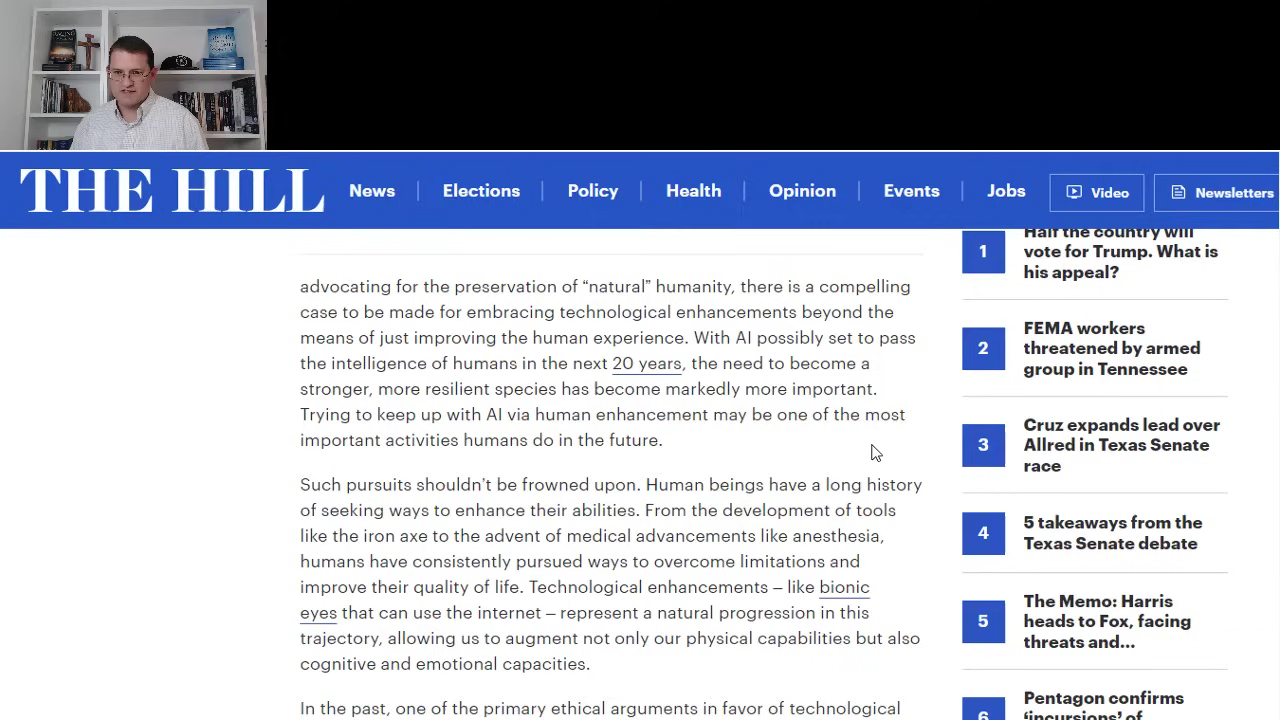 THE HILL
News
Elections
Policy
Health
Opinion
Events
Jobs
Video
Newsletters
advocating for the preservation of “natural” humanity, there is a compelling
case to be made for embracing technological enhancements beyond the
means of just improving the human experience. With AI possibly set to pass
the intelligence of humans in the next 20 years, the need to become a
stronger, more resilient species has become markedly more important.
Trying to keep up with AI via human enhancement may be one of the most
important activities humans do in the future.
Such pursuits shouldn’t be frowned upon. Human beings have a long history
of seeking ways to enhance their abilities. From the development of tools
like the iron axe to the advent of medical advancements like anesthesia,
humans have consistently pursued ways to overcome limitations and
improve their quality of life. Technological enhancements – like bionic
eyes that can use the internet – represent a natural progression in this
trajectory, allowing us to augment not only our physical capabilities but also
cognitive and emotional capacities.
In the past, one of the primary ethical arguments in favor of technological
1
Half the country will
vote for Trump. What is
his appeal?
2
FEMA workers
threatened by armed
group in Tennessee
3
Cruz expands lead over
Allred in Texas Senate
race
4
5 takeaways from the
Texas Senate debate
5
The Memo: Harris
heads to Fox, facing
threats and...
6
Pentagon confirms
‘incursions’ of